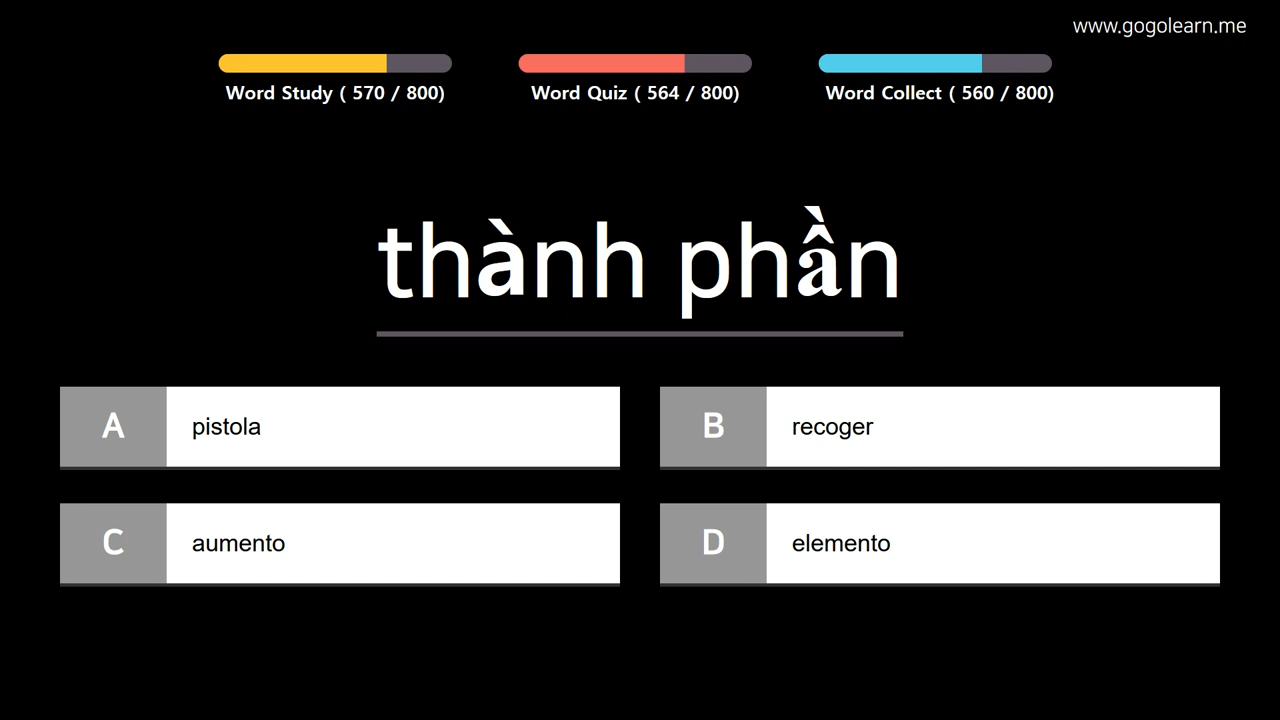 www.gogolearn.me
Word Study ( 570 / 800)
Word Quiz ( 564 / 800)
Word Collect ( 560 / 800)
thành phần
A pistola
B recoger
C aumento
D elemento